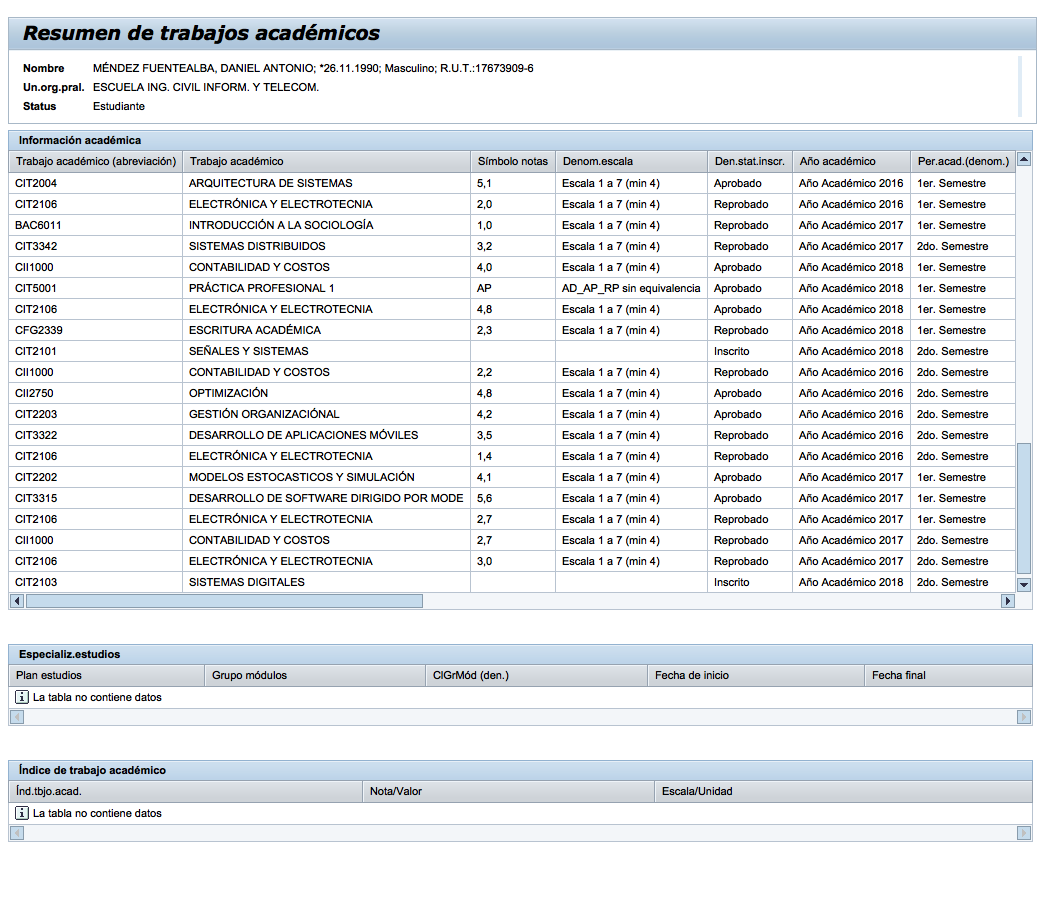 Resumen de trabajos académicos
Nombre MÉNDEZ FUENTEALBA, DANIEL ANTONIO; *26.11.1990; Masculino; R.U.T.:17673909-6
Un.org.pral. ESCUELA ING. CIVIL INFORM. Y TELECOM.
Status Estudiante
Información académica
Trabajo académico (abreviación) Trabajo académico Símbolo notas Denom.escala Den.stat.inscr. Año académico Per.acad.(denom.)
CIT2004 ARQUITECTURA DE SISTEMAS 5,1 Escala 1 a 7 (min 4) Aprobado Año Académico 2016 1er. Semestre
CIT2106 ELECTRÓNICA Y ELECTROTECNIA 2,0 Escala 1 a 7 (min 4) Reprobado Año Académico 2016 1er. Semestre
BAC6011 INTRODUCCIÓN A LA SOCIOLOGÍA 1,0 Escala 1 a 7 (min 4) Reprobado Año Académico 2017 1er. Semestre
CIT3342 SISTEMAS DISTRIBUIDOS 3,2 Escala 1 a 7 (min 4) Reprobado Año Académico 2017 2do. Semestre
CII1000 CONTABILIDAD Y COSTOS 4,0 Escala 1 a 7 (min 4) Aprobado Año Académico 2018 1er. Semestre
CIT5001 PRÁCTICA PROFESIONAL 1 AP AD_AP_RP sin equivalencia Aprobado Año Académico 2018 1er. Semestre
CIT2106 ELECTRÓNICA Y ELECTROTECNIA 4,8 Escala 1 a 7 (min 4) Aprobado Año Académico 2018 1er. Semestre
CFG2339 ESCRITURA ACADÉMICA 2,3 Escala 1 a 7 (min 4) Reprobado Año Académico 2018 1er. Semestre
CIT2101 SEÑALES Y SISTEMAS Inscrito Año Académico 2018 2do. Semestre
CII1000 CONTABILIDAD Y COSTOS 2,2 Escala 1 a 7 (min 4) Reprobado Año Académico 2016 2do. Semestre
CII2750 OPTIMIZACIÓN 4,8 Escala 1 a 7 (min 4) Aprobado Año Académico 2016 2do. Semestre
CIT2203 GESTIÓN ORGANIZACIÓNAL 4,2 Escala 1 a 7 (min 4) Aprobado Año Académico 2016 2do. Semestre
CIT3322 DESARROLLO DE APLICACIONES MÓVILES 3,5 Escala 1 a 7 (min 4) Reprobado Año Académico 2016 2do. Semestre
CIT2106 ELECTRÓNICA Y ELECTROTECNIA 1,4 Escala 1 a 7 (min 4) Reprobado Año Académico 2016 2do. Semestre
CIT2202 MODELOS ESTOCASTICOS Y SIMULACIÓN 4,1 Escala 1 a 7 (min 4) Aprobado Año Académico 2017 1er. Semestre
CIT3315 DESARROLLO DE SOFTWARE DIRIGIDO POR MODE 5,6 Escala 1 a 7 (min 4) Aprobado Año Académico 2017 1er. Semestre
CIT2106 ELECTRÓNICA Y ELECTROTECNIA 2,7 Escala 1 a 7 (min 4) Reprobado Año Académico 2017 1er. Semestre
CII1000 CONTABILIDAD Y COSTOS 2,7 Escala 1 a 7 (min 4) Reprobado Año Académico 2017 2do. Semestre
CIT2106 ELECTRÓNICA Y ELECTROTECNIA 3,0 Escala 1 a 7 (min 4) Reprobado Año Académico 2017 2do. Semestre
CIT2103 SISTEMAS DIGITALES Inscrito Año Académico 2018 2do. Semestre
Especializ.estudios
Plan estudios Grupo módulos ClGrMód (den.) Fecha de inicio Fecha final
La tabla no contiene datos
Índice de trabajo académico
Índ.tbjo.acad. Nota/Valor Escala/Unidad
La tabla no contiene datos